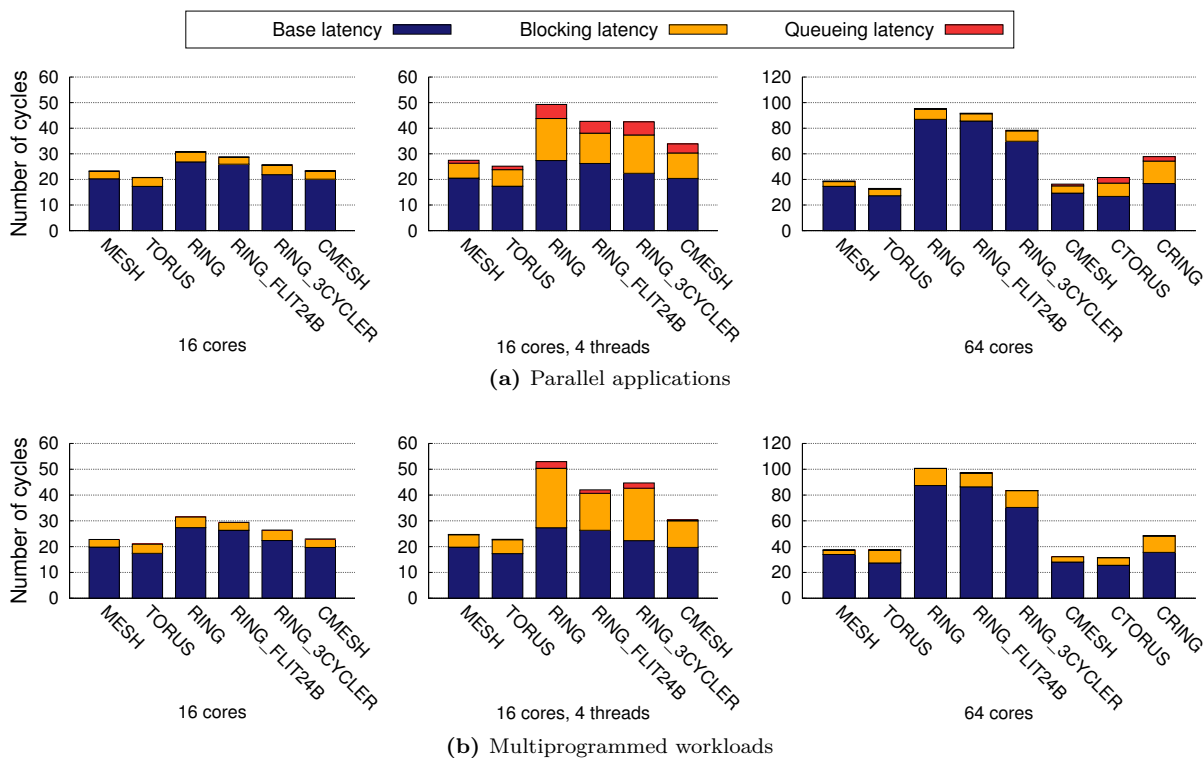 Base latency Blocking latency Queueing latency
Number of cycles
60
50
40
30
20
10
0
MESH
TORUS
RING
RING_FLIT24B
RING_3CYCLER
CMESH
16 cores
60
50
40
30
20
10
0
MESH
TORUS
RING
RING_FLIT24B
RING_3CYCLER
CMESH
16 cores, 4 threads
120
100
80
60
40
20
0
MESH
TORUS
RING
RING_FLIT24B
RING_3CYCLER
CMESH
CTORUS
CRING
64 cores
(a) Parallel applications
Number of cycles
60
50
40
30
20
10
0
MESH
TORUS
RING
RING_FLIT24B
RING_3CYCLER
CMESH
16 cores
60
50
40
30
20
10
0
MESH
TORUS
RING
RING_FLIT24B
RING_3CYCLER
CMESH
16 cores, 4 threads
120
100
80
60
40
20
0
MESH
TORUS
RING
RING_FLIT24B
RING_3CYCLER
CMESH
CTORUS
CRING
64 cores
(b) Multiprogrammed workloads